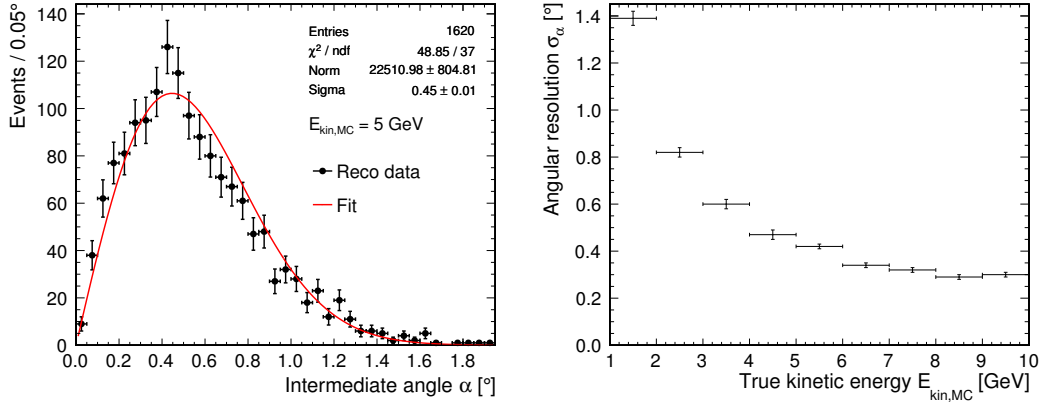 Events / 0.05°
140
120
100
80
60
40
20
0
Entries 1620
χ² / ndf 48.85 / 37
Norm 22510.98 ± 804.81
Sigma 0.45 ± 0.01
E_kin,MC = 5 GeV
Reco data
Fit
0.0 0.2 0.4 0.6 0.8 1.0 1.2 1.4 1.6 1.8
Intermediate angle α [°]
Angular resolution σ_α [°]
1.4
1.2
1.0
0.8
0.6
0.4
0.2
0.0
1 2 3 4 5 6 7 8 9 10
True kinetic energy E_kin,MC [GeV]